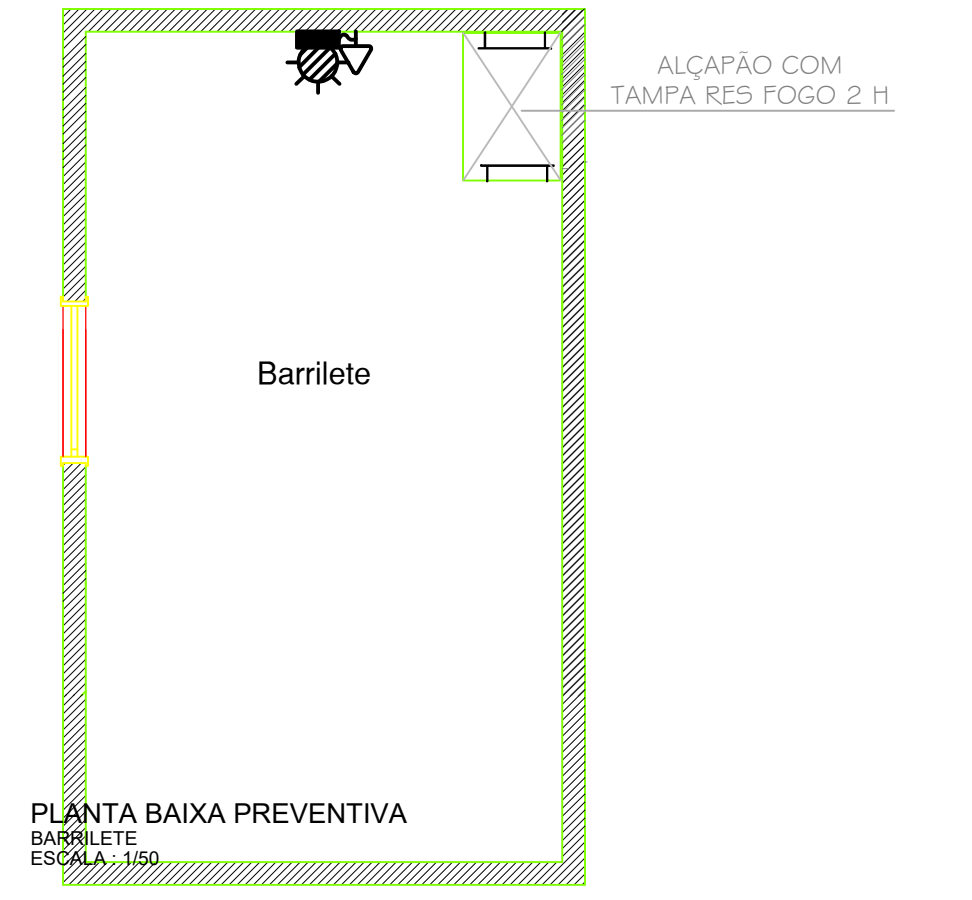 ALÇAPÃO COM
TAMPA RES FOGO 2 H
Barrilete
PLANTA BAIXA PREVENTIVA
BARRILETE
ESCALA : 1/50